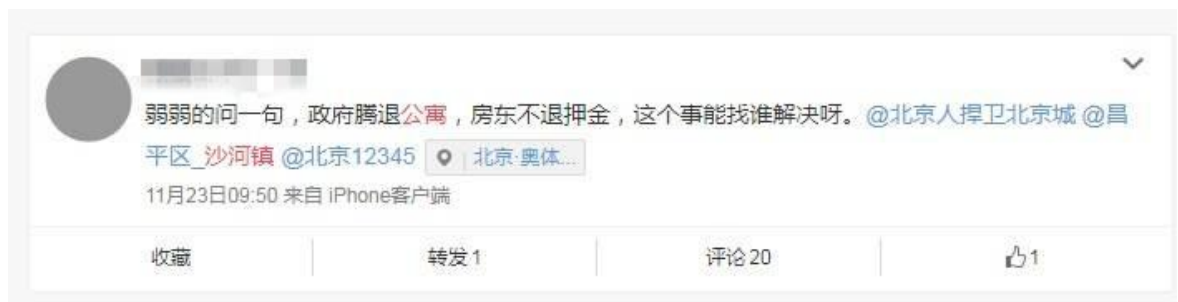 弱弱的问一句，政府腾退公寓，房东不退押金，这个事能找谁解决呀。@北京人捍卫北京城 @昌
平区_沙河镇 @北京12345 北京·奥体...
11月23日09:50 来自 iPhone客户端
收藏 转发1 评论20 1